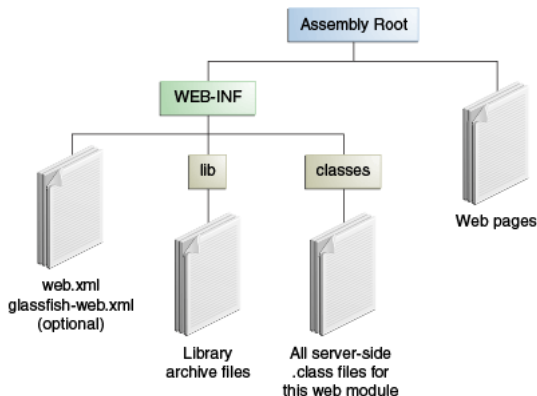 Assembly Root
WEB-INF
lib
classes
Web pages
web.xml
glassfish-web.xml
(optional)
Library
archive files
All server-side
.class files for
this web module